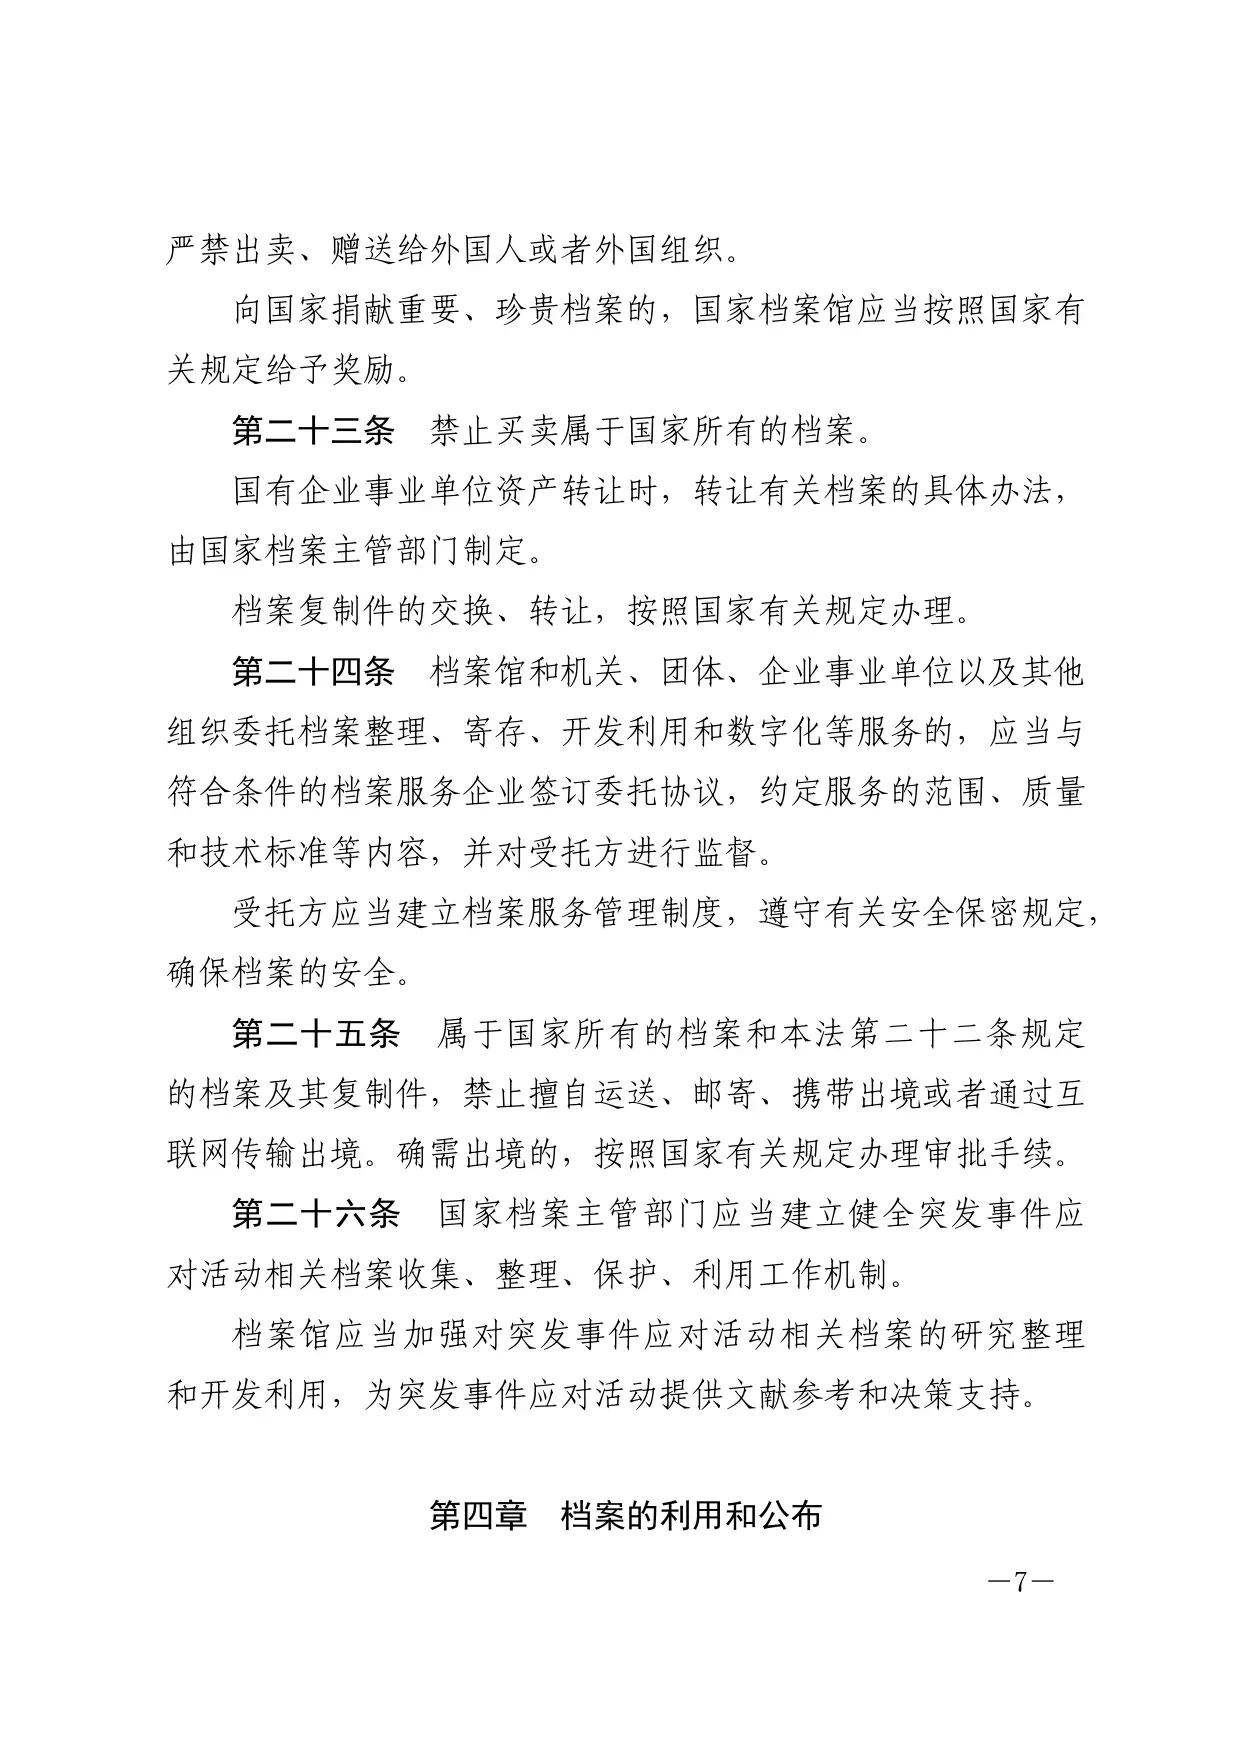 严禁出卖、赠送给外国人或者外国组织。
向国家捐献重要、珍贵档案的，国家档案馆应当按照国家有
关规定给予奖励。
第二十三条　禁止买卖属于国家所有的档案。
国有企业事业单位资产转让时，转让有关档案的具体办法，
由国家档案主管部门制定。
档案复制件的交换、转让，按照国家有关规定办理。
第二十四条　档案馆和机关、团体、企业事业单位以及其他
组织委托档案整理、寄存、开发利用和数字化等服务的，应当与
符合条件的档案服务企业签订委托协议，约定服务的范围、质量
和技术标准等内容，并对受托方进行监督。
受托方应当建立档案服务管理制度，遵守有关安全保密规定，
确保档案的安全。
第二十五条　属于国家所有的档案和本法第二十二条规定
的档案及其复制件，禁止擅自运送、邮寄、携带出境或者通过互
联网传输出境。确需出境的，按照国家有关规定办理审批手续。
第二十六条　国家档案主管部门应当建立健全突发事件应
对活动相关档案收集、整理、保护、利用工作机制。
档案馆应当加强对突发事件应对活动相关档案的研究整理
和开发利用，为突发事件应对活动提供文献参考和决策支持。
第四章　档案的利用和公布
—7—